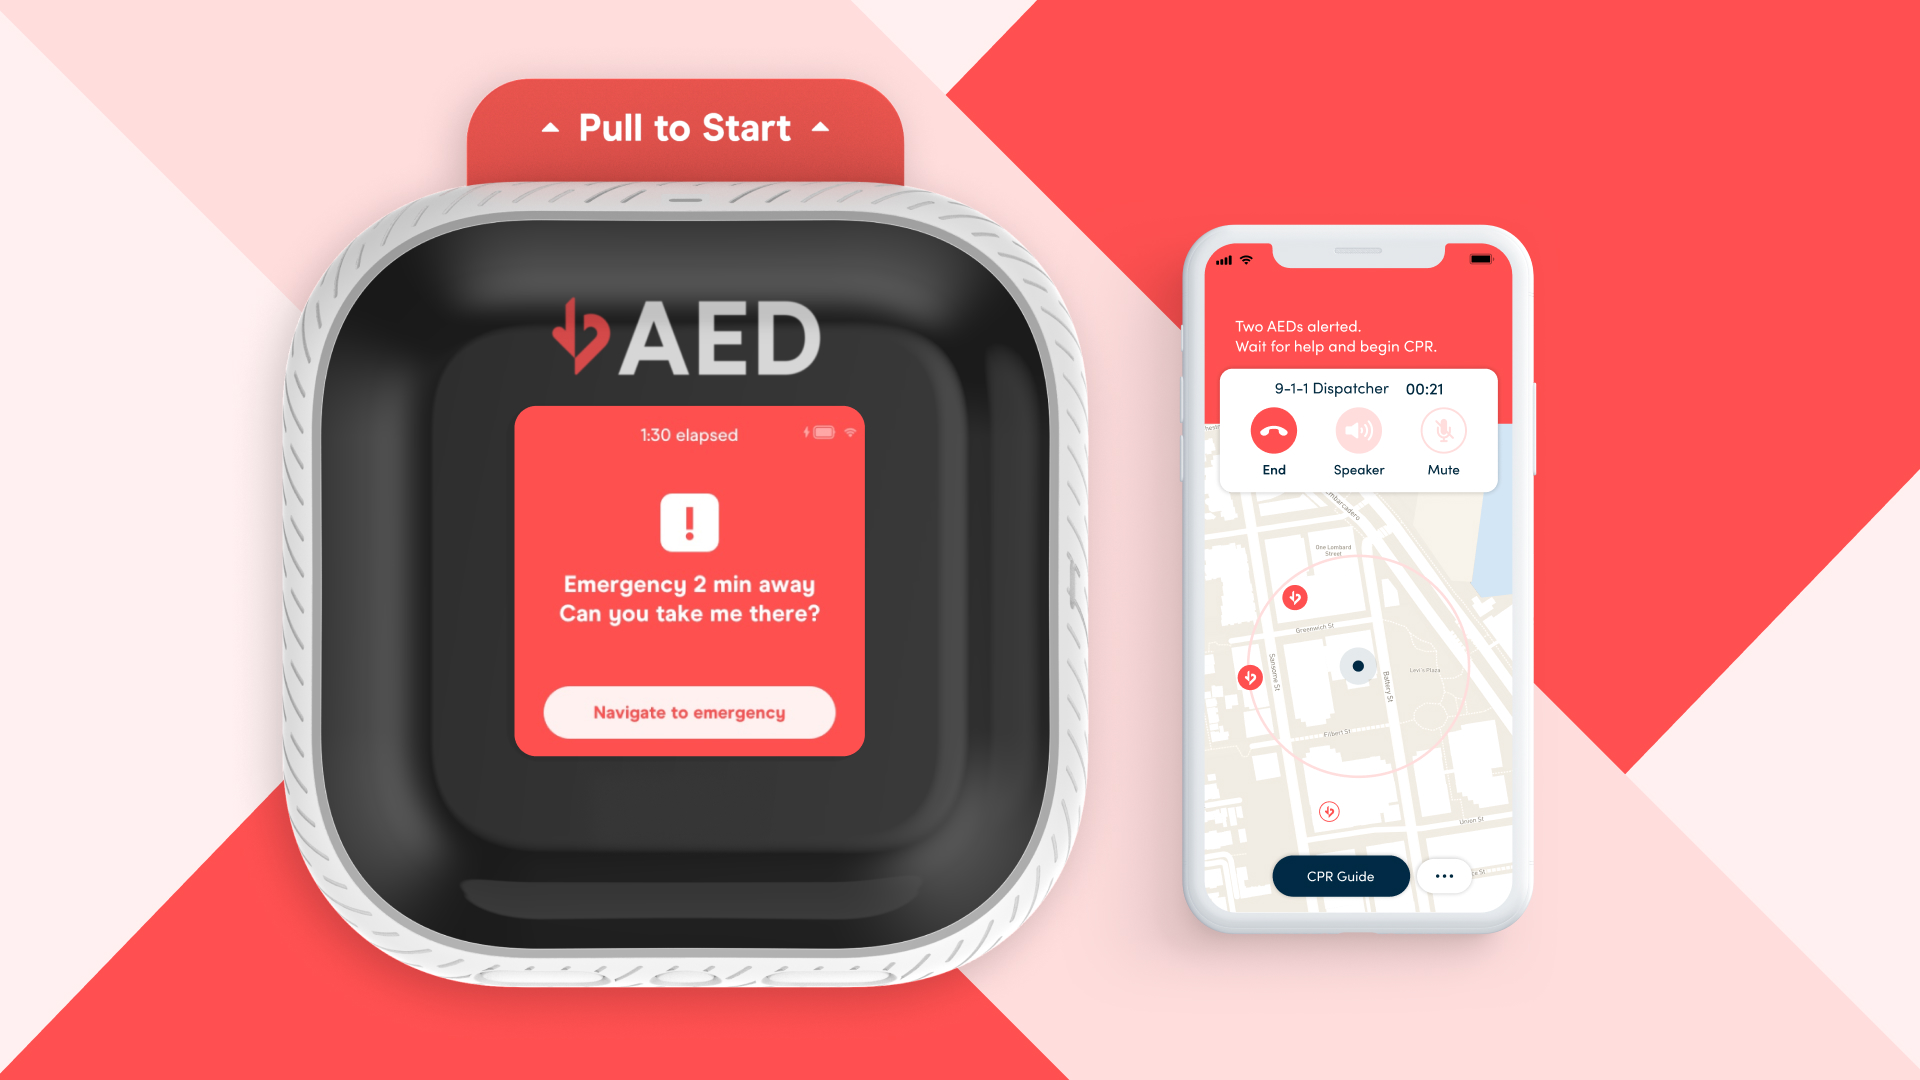 Pull to Start
AED
1:30 elapsed
!
Emergency 2 min away
Can you take me there?
Navigate to emergency
Two AEDs alerted.
Wait for help and begin CPR.
9-1-1 Dispatcher 00:21
End Speaker Mute
One Lombard
Street
Greenwich St
Sansome St
Battery St
Levi's Plaza
Filbert St
Union St
CPR Guide